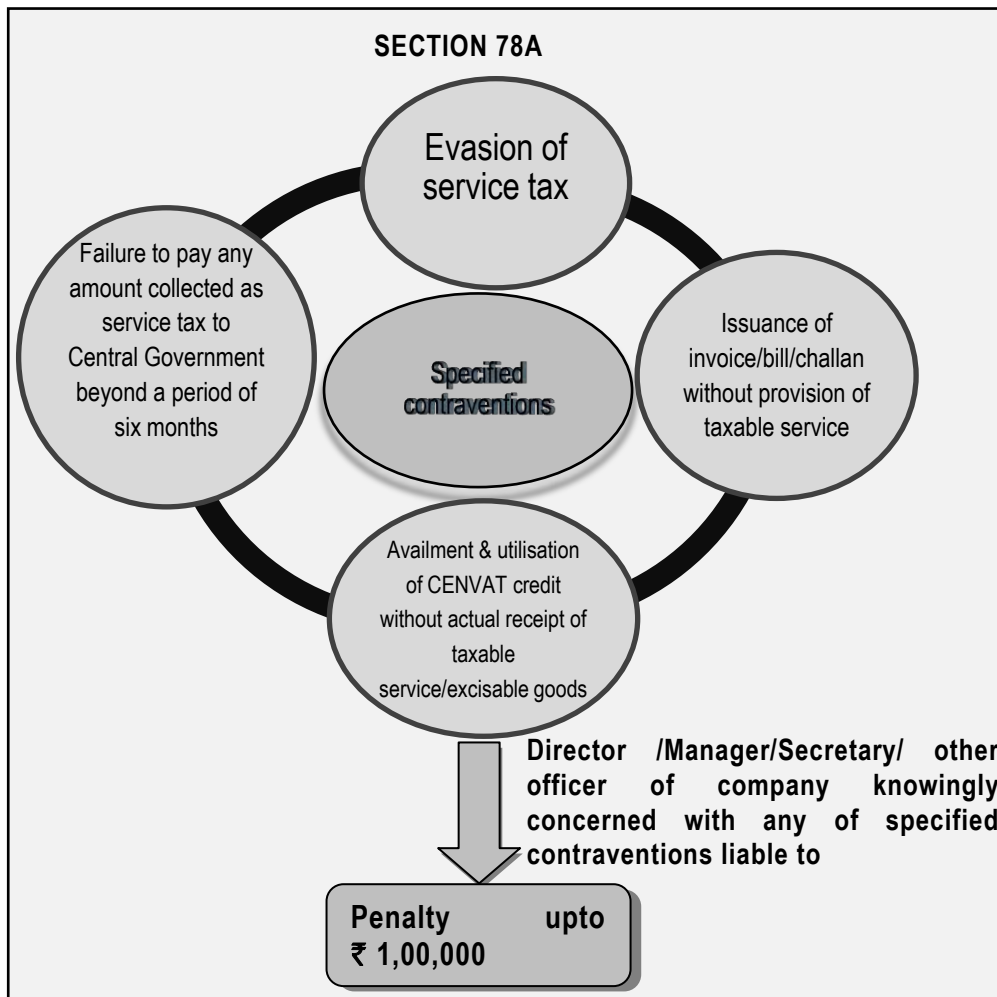 SECTION 78A
Evasion of
service tax
Failure to pay any
amount collected as
service tax to
Central Government
beyond a period of
six months
Specified
contraventions
Issuance of
invoice/bill/challan
without provision of
taxable service
Availment & utilisation
of CENVAT credit
without actual receipt of
taxable
service/excisable goods
Director /Manager/Secretary/ other
officer of company knowingly
concerned with any of specified
contraventions liable to
Penalty upto
₹ 1,00,000